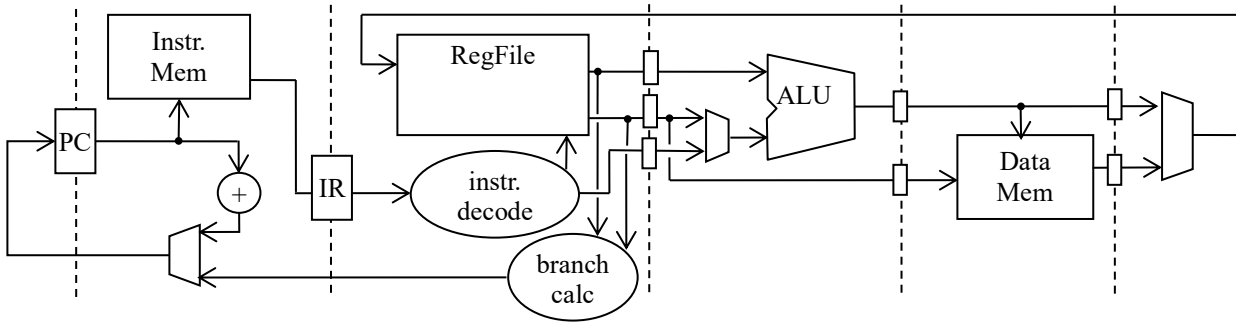 Instr.
Mem
RegFile
ALU
PC
IR
instr.
decode
+
Data
Mem
branch
calc